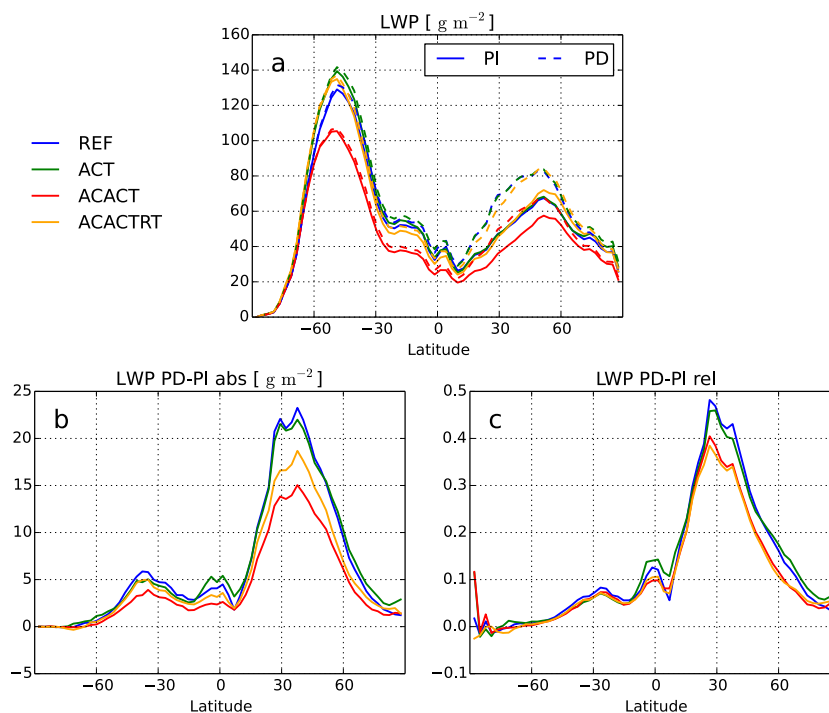 LWP [ g m⁻² ]
a
PI
PD
160
140
120
100
80
60
40
20
0
−60
−30
0
30
60
Latitude
REF
ACT
ACACT
ACACTRT
LWP PD-PI abs [ g m⁻² ]
b
25
20
15
10
5
0
−5
−60
−30
0
30
60
Latitude
LWP PD-PI rel
c
0.5
0.4
0.3
0.2
0.1
0.0
−0.1
−60
−30
0
30
60
Latitude